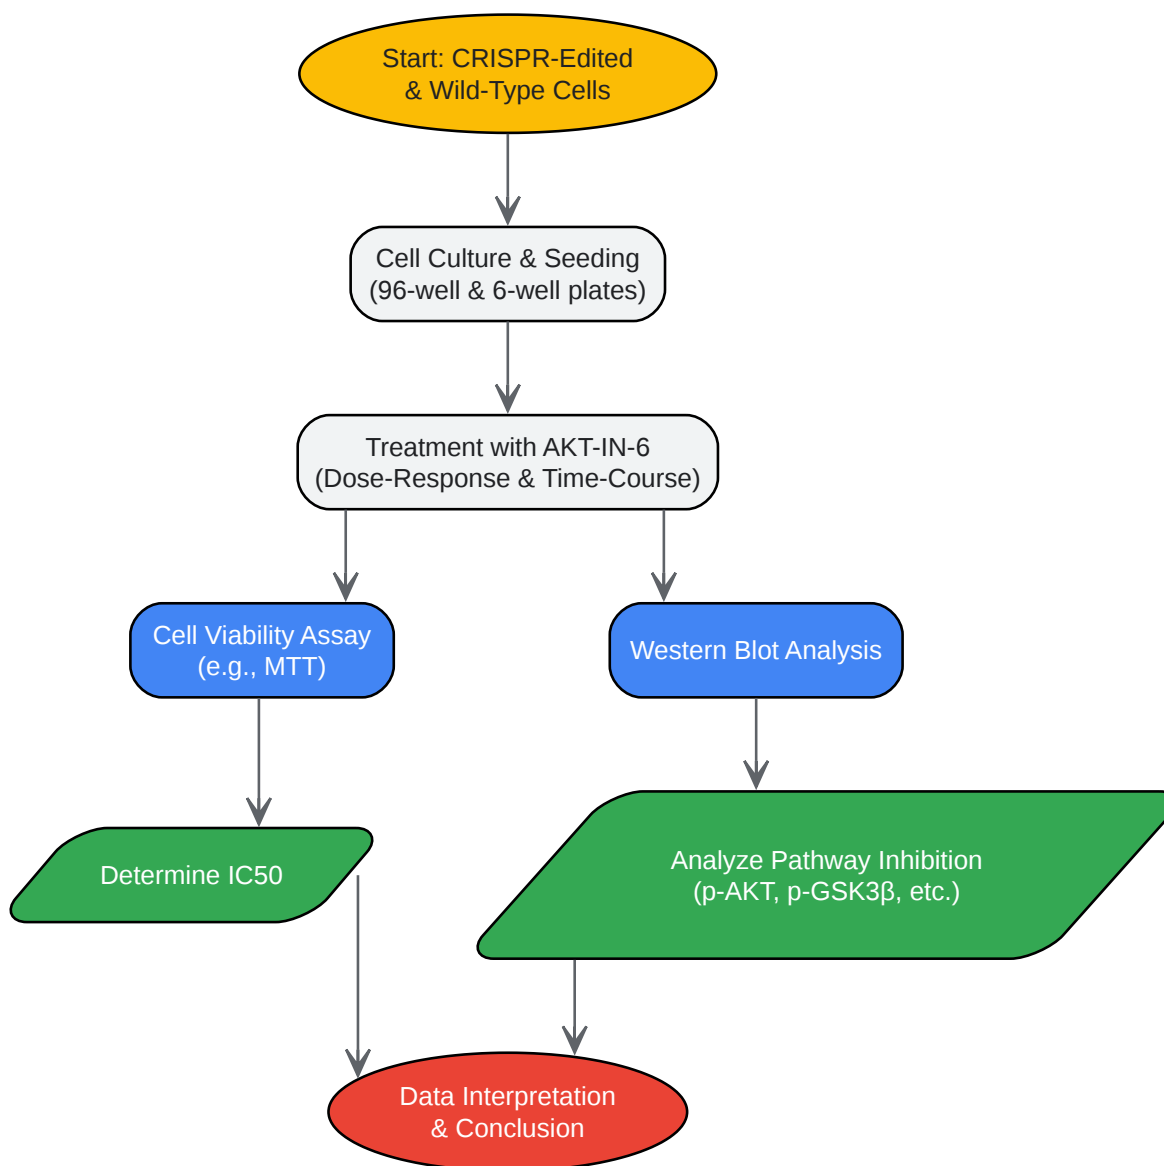 Start: CRISPR-Edited
& Wild-Type Cells
Cell Culture & Seeding
(96-well & 6-well plates)
Treatment with AKT-IN-6
(Dose-Response & Time-Course)
Cell Viability Assay
(e.g., MTT)
Western Blot Analysis
Determine IC50
Analyze Pathway Inhibition
(p-AKT, p-GSK3β, etc.)
Data Interpretation
& Conclusion